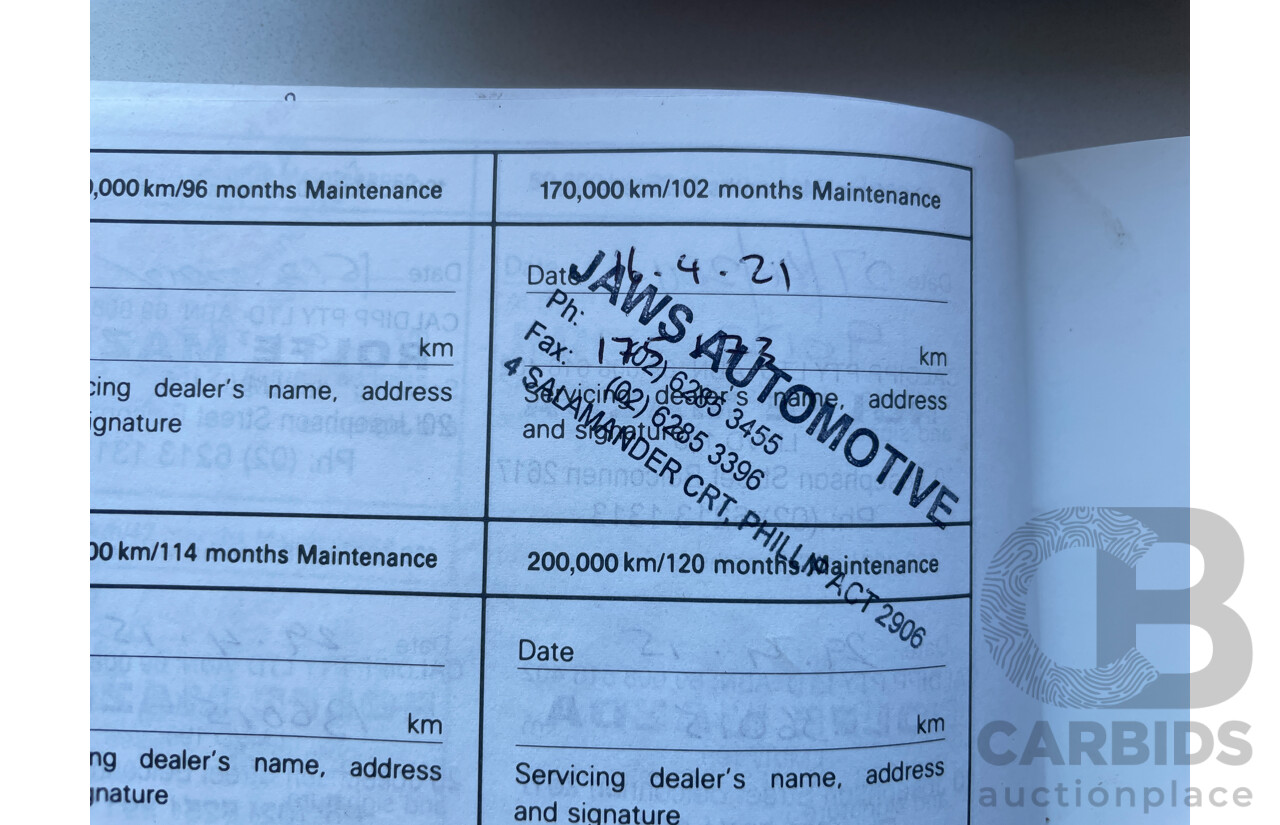 ,000 km/96 months Maintenance
170,000 km/102 months Maintenance
Date 16.4.21
JAWS AUTOMOTIVE
Ph: (02) 6285 3455
Fax: (02) 6285 3396
4 SALAMANDER CRT, PHILLIP ACT 2906
km
km
cing dealer's name, address
ignature
Servicing dealer's name, address
and signature
00 km/114 months Maintenance
200,000 km/120 months Maintenance
Date
km
km
ng dealer's name, address
gnature
Servicing dealer's name, address
and signature
CB
CARBIDS
auctionplace